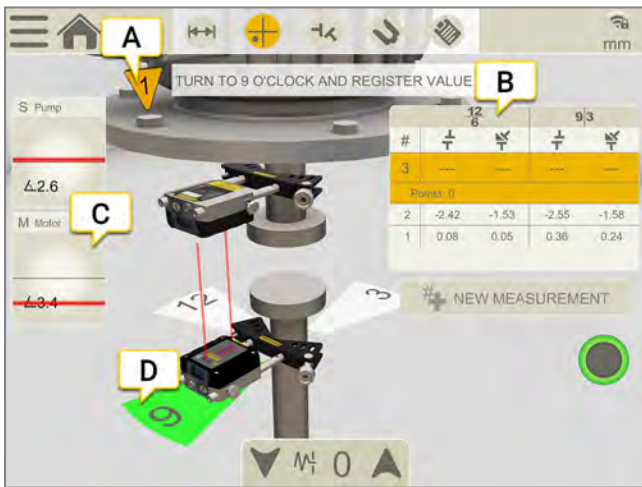 mm
A
1
TURN TO 9 O'CLOCK AND REGISTER VALUE
B
S Pump
∡2.6
M Motor
C
∡3.4
12
6
9 3
#
3 --- --- --- ---
Points: 0
2 -2.42 -1.53 -2.55 -1.58
1 0.08 0.05 0.36 0.24
NEW MEASUREMENT
12
3
D
9
0